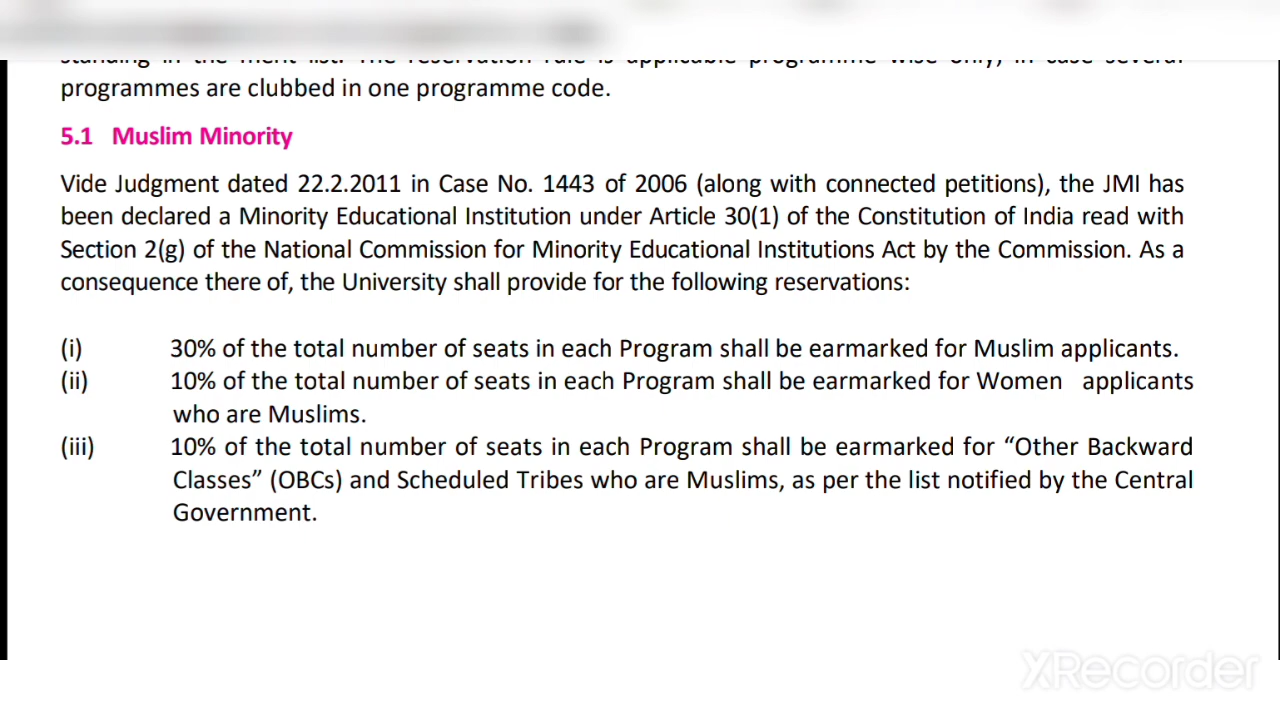 programmes are clubbed in one programme code.
5.1 Muslim Minority
Vide Judgment dated 22.2.2011 in Case No. 1443 of 2006 (along with connected petitions), the JMI has
been declared a Minority Educational Institution under Article 30(1) of the Constitution of India read with
Section 2(g) of the National Commission for Minority Educational Institutions Act by the Commission. As a
consequence there of, the University shall provide for the following reservations:
(i) 30% of the total number of seats in each Program shall be earmarked for Muslim applicants.
(ii) 10% of the total number of seats in each Program shall be earmarked for Women applicants
who are Muslims.
(iii) 10% of the total number of seats in each Program shall be earmarked for “Other Backward
Classes” (OBCs) and Scheduled Tribes who are Muslims, as per the list notified by the Central
Government.
XRecorder